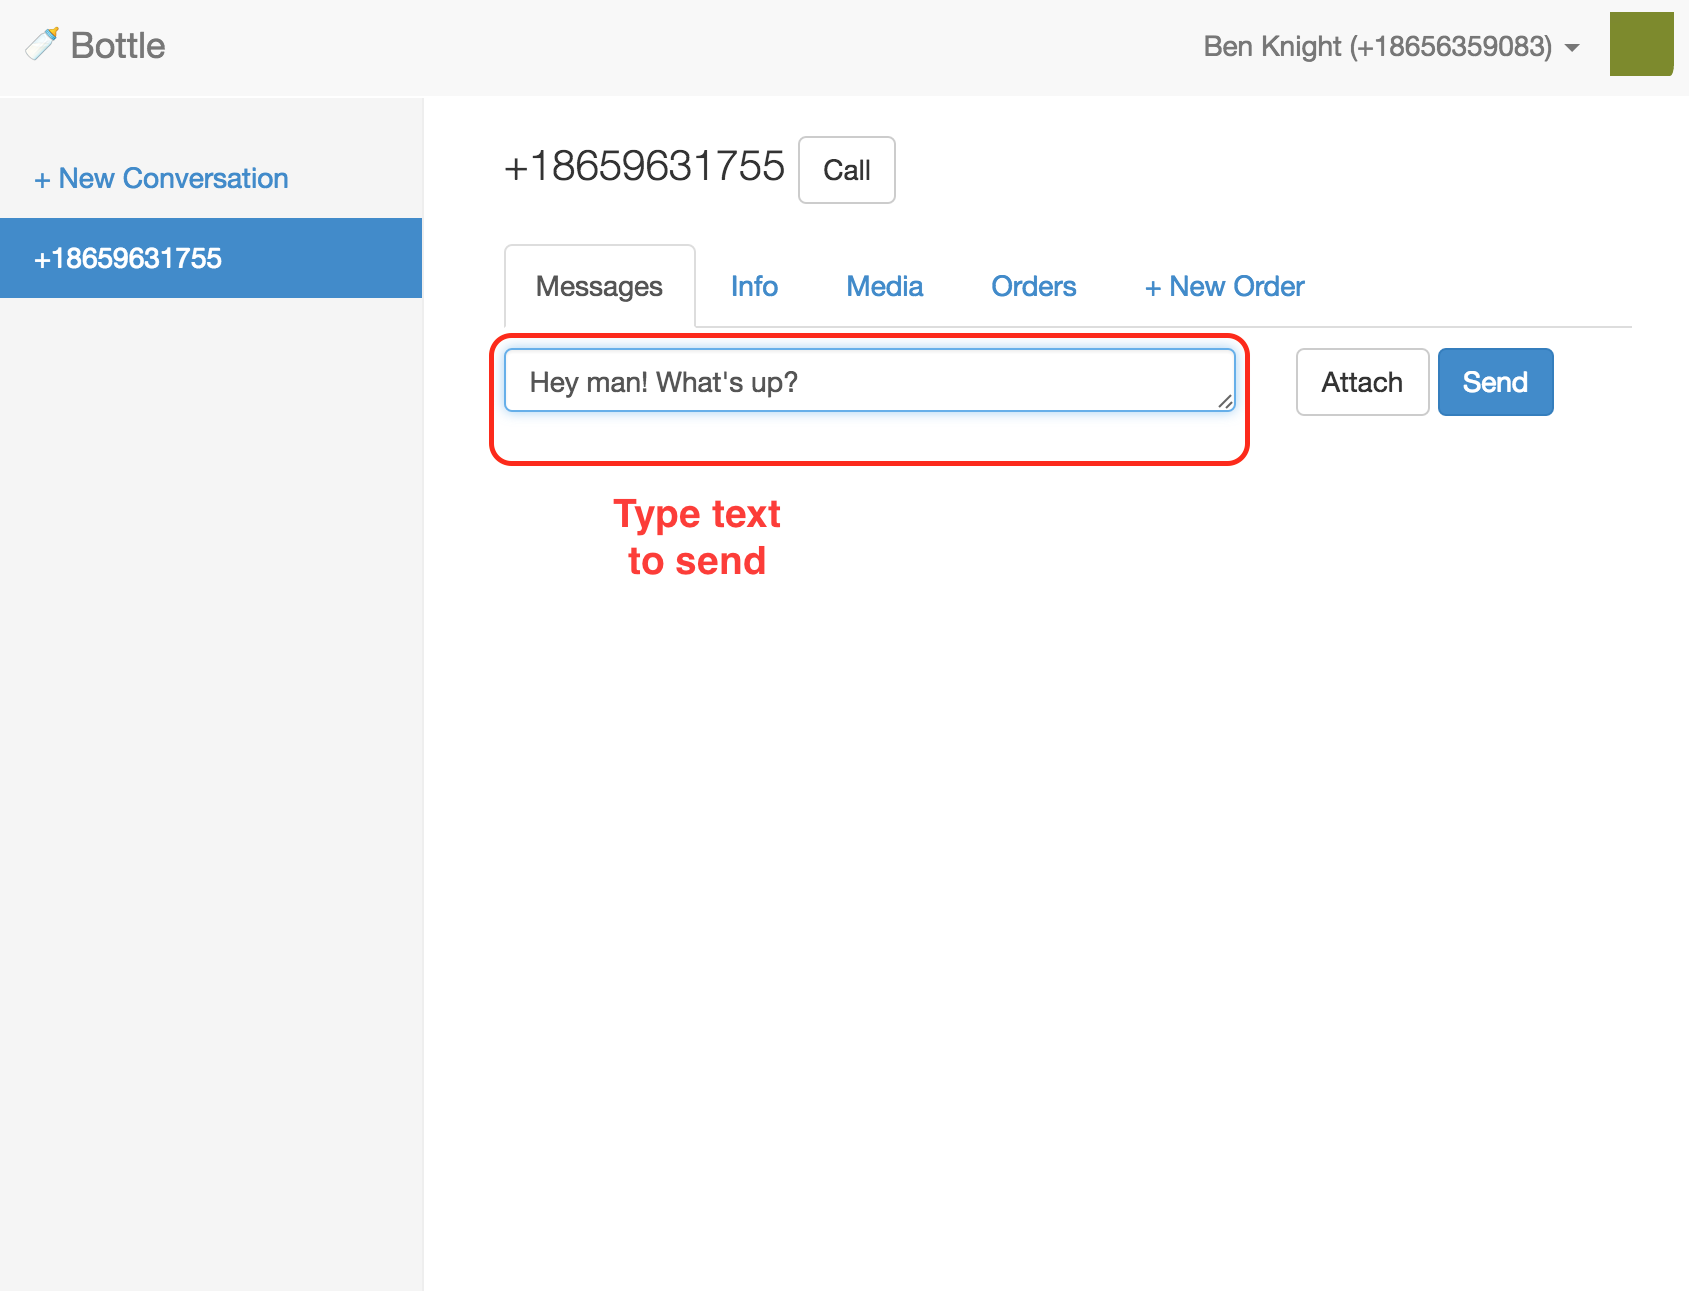 Bottle
Ben Knight (+18656359083)
+ New Conversation
+18659631755
+18659631755 Call
Messages Info Media Orders + New Order
Hey man! What's up?
Attach Send
Type text
to send